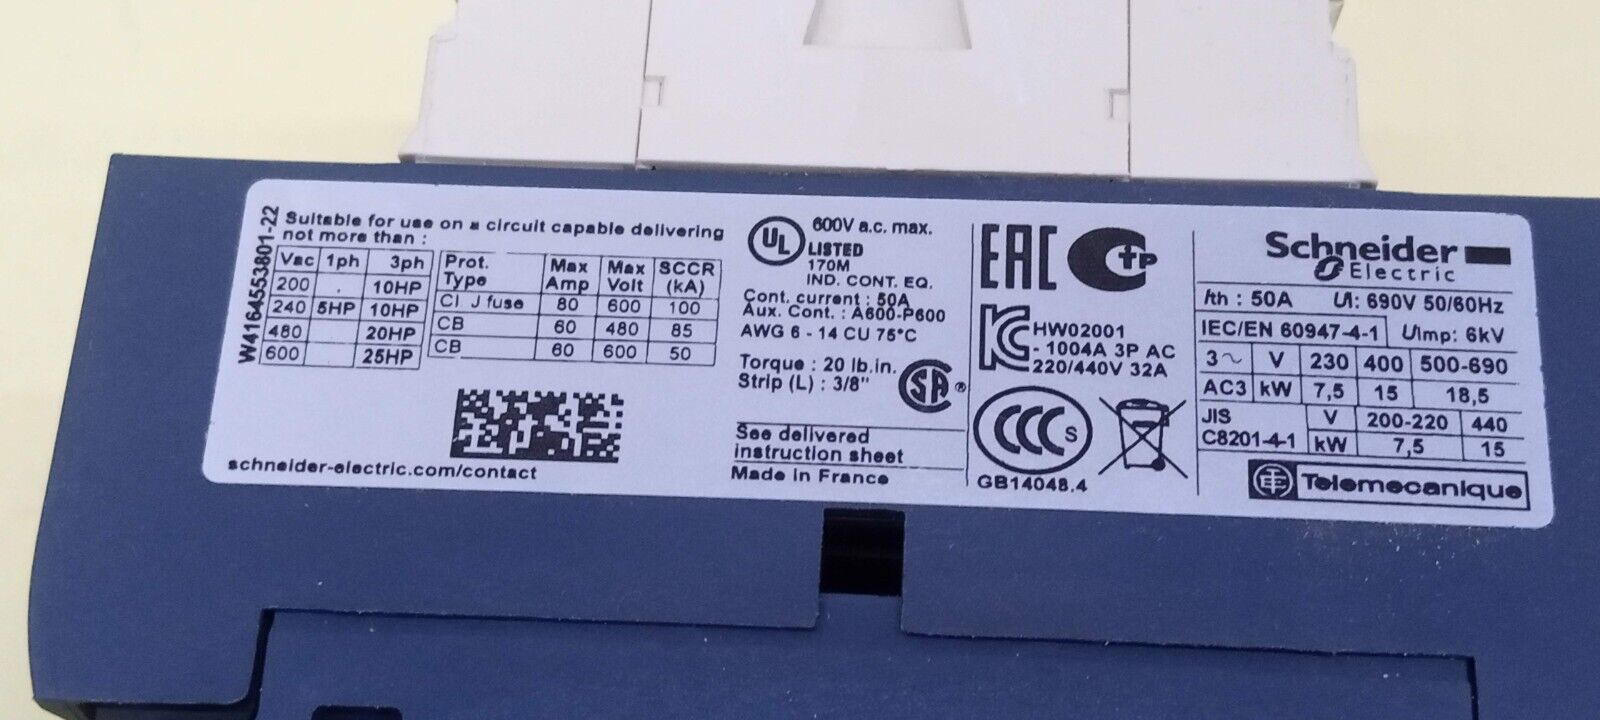 W4164553801-22
Suitable for use on a circuit capable delivering
not more than :
Vac 1ph 3ph
200 . 10HP
240 5HP 10HP
480 20HP
600 25HP
Prot. Type Max Amp Max Volt SCCR (kA)
Cl J fuse 80 600 100
CB 60 480 85
CB 60 600 50
schneider-electric.com/contact
UL LISTED
600V a.c. max.
170M
IND. CONT. EQ.
Cont. current : 50A
Aux. Cont. : A600-P600
AWG 6 - 14 CU 75°C
Torque : 20 lb.in.
Strip (L) : 3/8"
SA ®
See delivered
instruction sheet
Made in France
EAC CTP
KC HW02001
- 1004A 3P AC
220/440V 32A
CCC S
GB14048.4
Schneider
Electric
Ith : 50A Ui: 690V 50/60Hz
IEC/EN 60947-4-1 Uimp: 6kV
3~ V 230 400 500-690
AC3 kW 7,5 15 18,5
JIS V 200-220 440
C8201-4-1 kW 7,5 15
TE Telemecanique